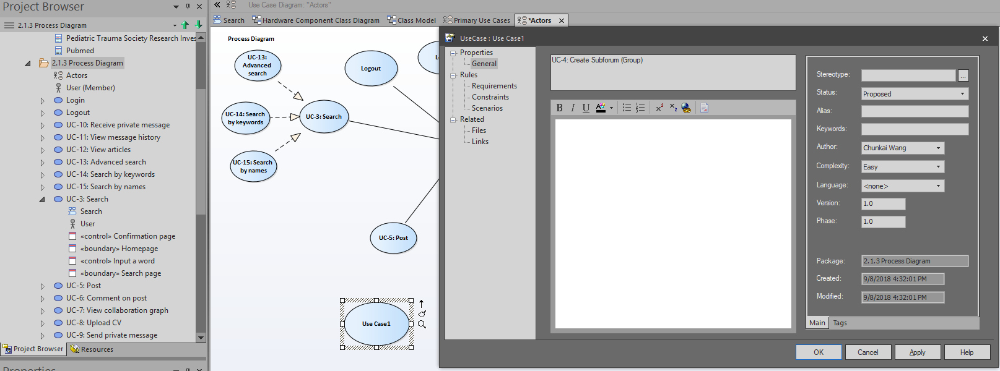 Project Browser
2.1.3 Process Diagram
Pediatric Trauma Society Research Inves
Pubmed
2.1.3 Process Diagram
Actors
User (Member)
Login
Logout
UC-10: Receive private message
UC-11: View message history
UC-12: View articles
UC-13: Advanced search
UC-14: Search by keywords
UC-15: Search by names
UC-3: Search
Search
User
«control» Confirmation page
«boundary» Homepage
«control» Input a word
«boundary» Search page
UC-5: Post
UC-6: Comment on post
UC-7: View collaboration graph
UC-8: Upload CV
UC-9: Send private message
Project Browser
Resources
Use Case Diagram: "Actors"
Search
Hardware Component Class Diagram
Class Model
Primary Use Cases
*Actors
Process Diagram
UC-13:
Advanced
search
Logout
UC-14: Search
by keywords
UC-3: Search
UC-15: Search
by names
UC-5: Post
Use Case1
UseCase : Use Case1
Properties
General
Rules
Requirements
Constraints
Scenarios
Related
Files
Links
UC-4: Create Subforum (Group)
B I U
Stereotype:
...
Status:
Proposed
Alias:
Keywords:
Author:
Chunkai Wang
Complexity:
Easy
Language:
<none>
Version:
1.0
Phase:
1.0
Package:
2.1.3 Process Diagram
Created:
9/8/2018 4:32:01 PM
Modified:
9/8/2018 4:32:01 PM
Main
Tags
OK
Cancel
Apply
Help